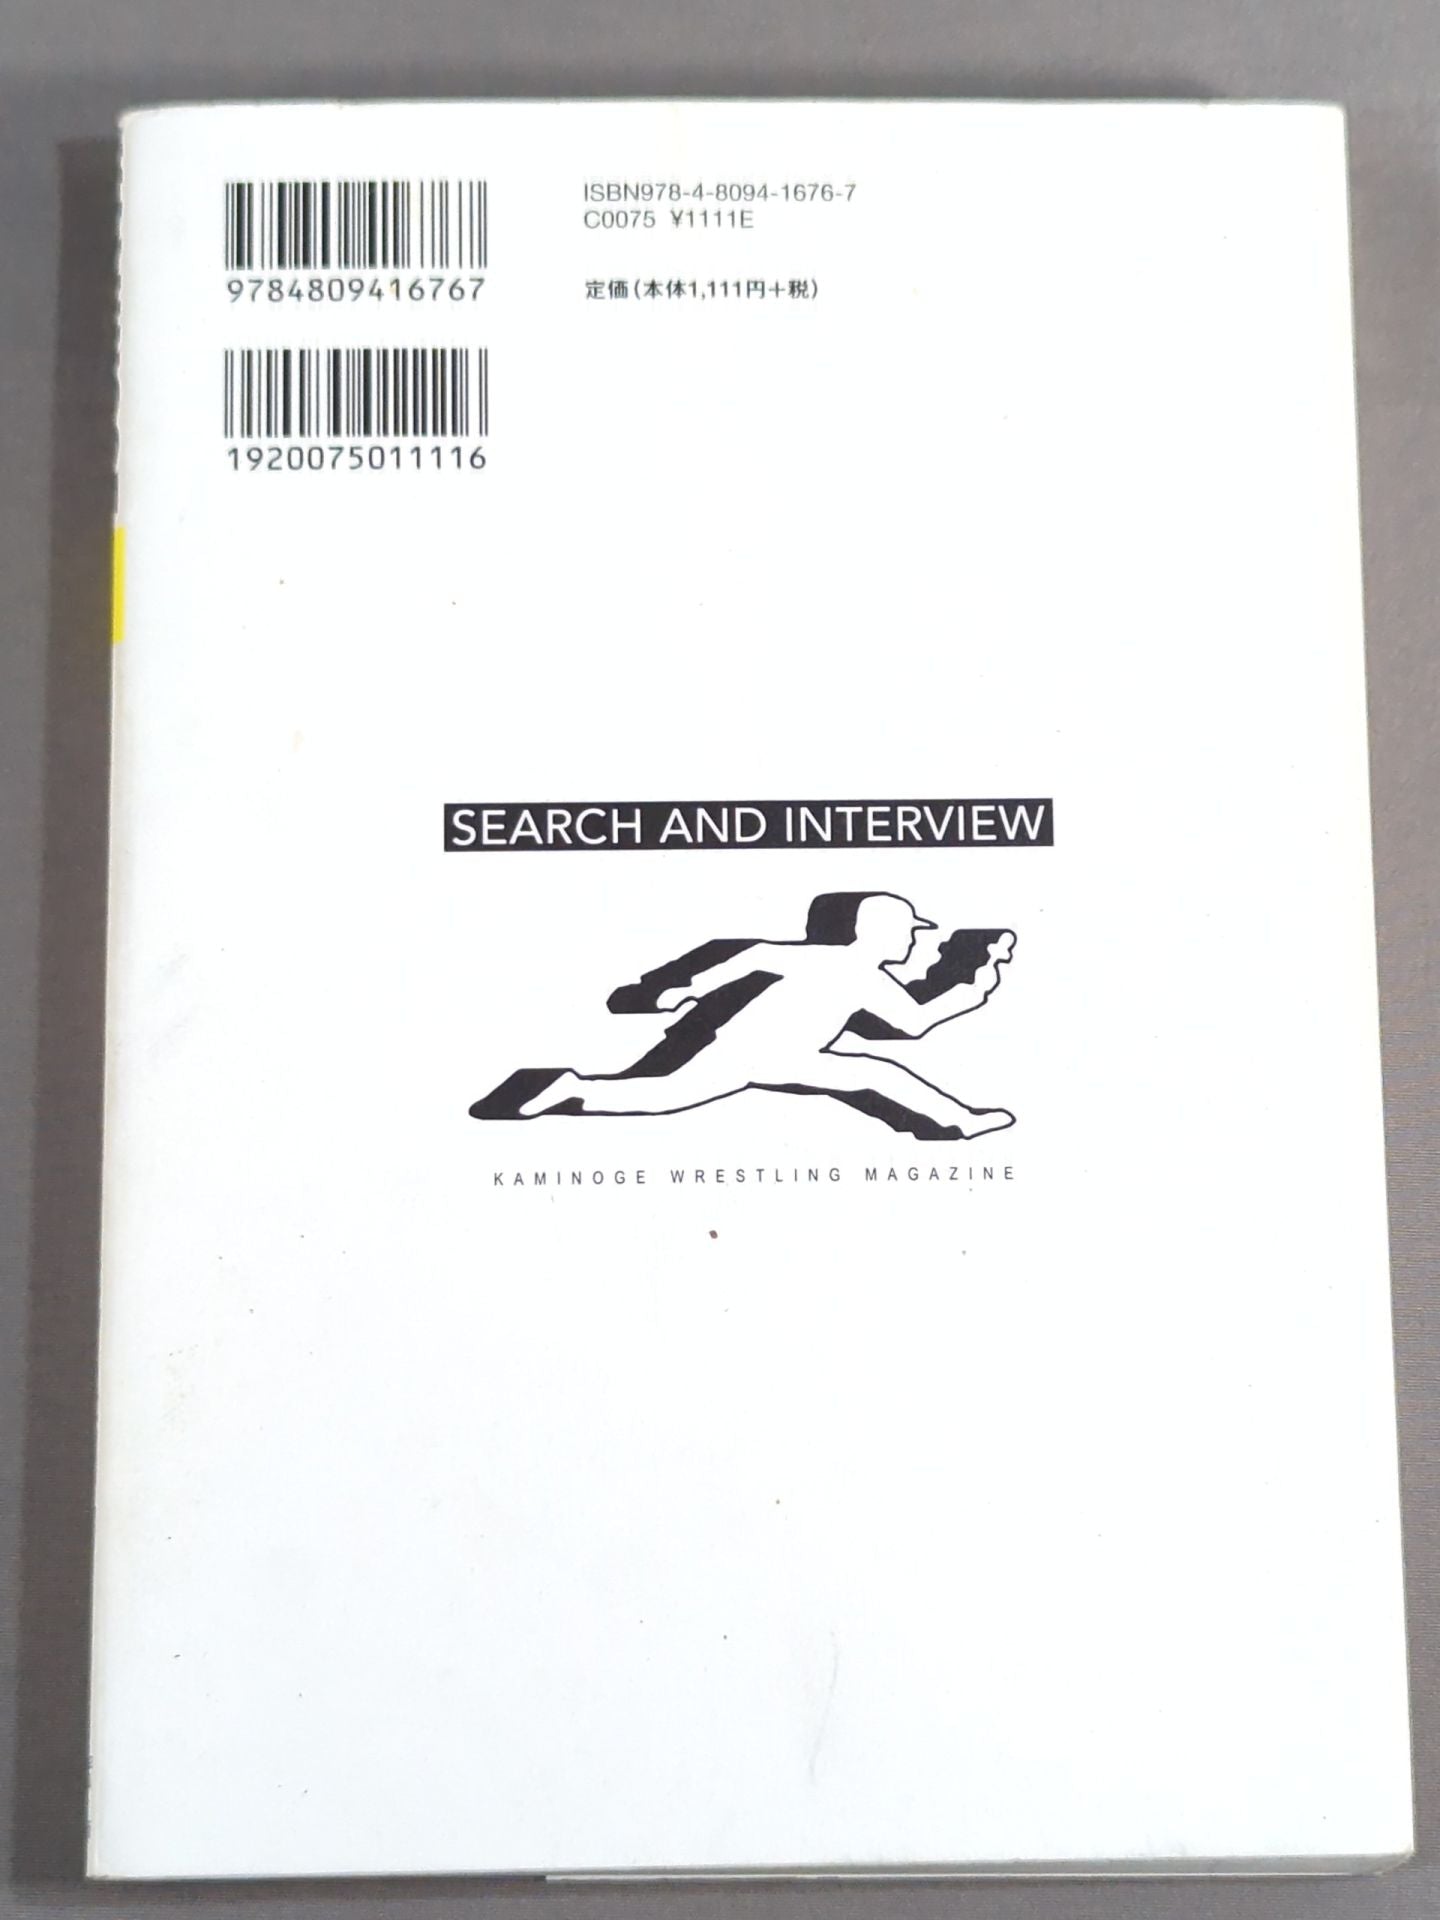 ISBN978-4-8094-1676-7
C0075 ¥1111E
9784809416767
定価(本体1,111円+税)
1920075011116
SEARCH AND INTERVIEW
KAMINOGE WRESTLING MAGAZINE